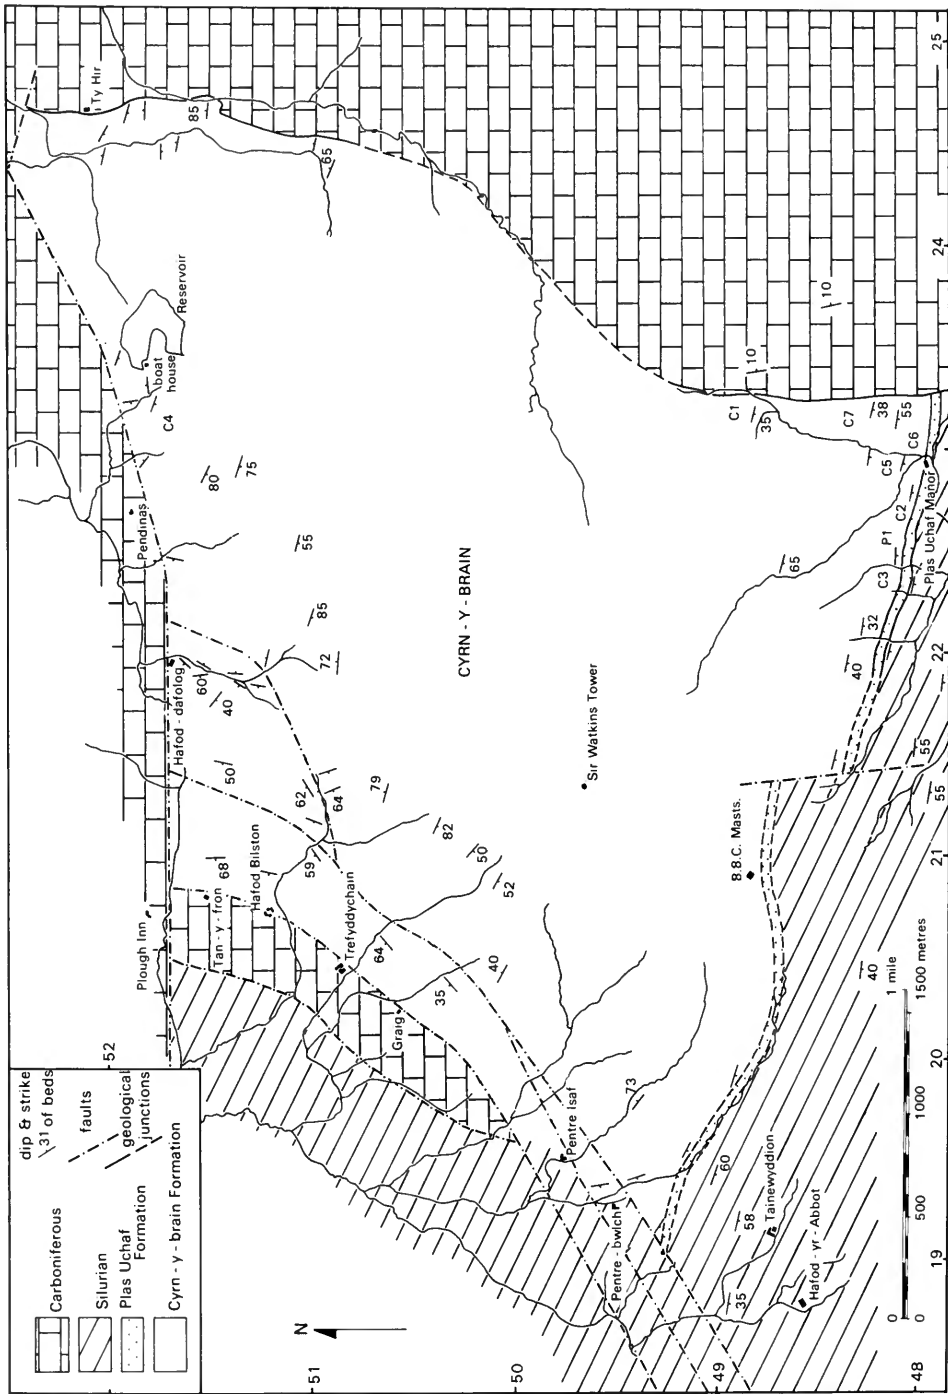 Carboniferous
Silurian
Plas Uchaf
Formation
Cyrn - y - brain Formation
dip & strike
31 of beds
faults
geological
junctions
N
52
51
50
49
48
19
20
21
22
24
25
Plough Inn
Tan - y - fron
Hafod Bilston
Trefyddychain
Graig
Hafod - dafolog
Pendinas
boat
house
Reservoir
Ty Hir
85
65
C4
80
75
55
85
72
60
40
50
68
62
64
79
59
82
50
52
64
40
35
CYRN - Y - BRAIN
Sir Watkins Tower
B.B.C. Masts.
Pentre Isaf
73
Pentre - bwlch
60
58
Tainewyddion
35
Hafod - yr - Abbot
40
55
55
40
32
65
C3
P1
C2
C5
C6
C7
C1
35
38
55
10
10
Plas Uchaf Manor
0
1 mile
0
500
1000
1500 metres